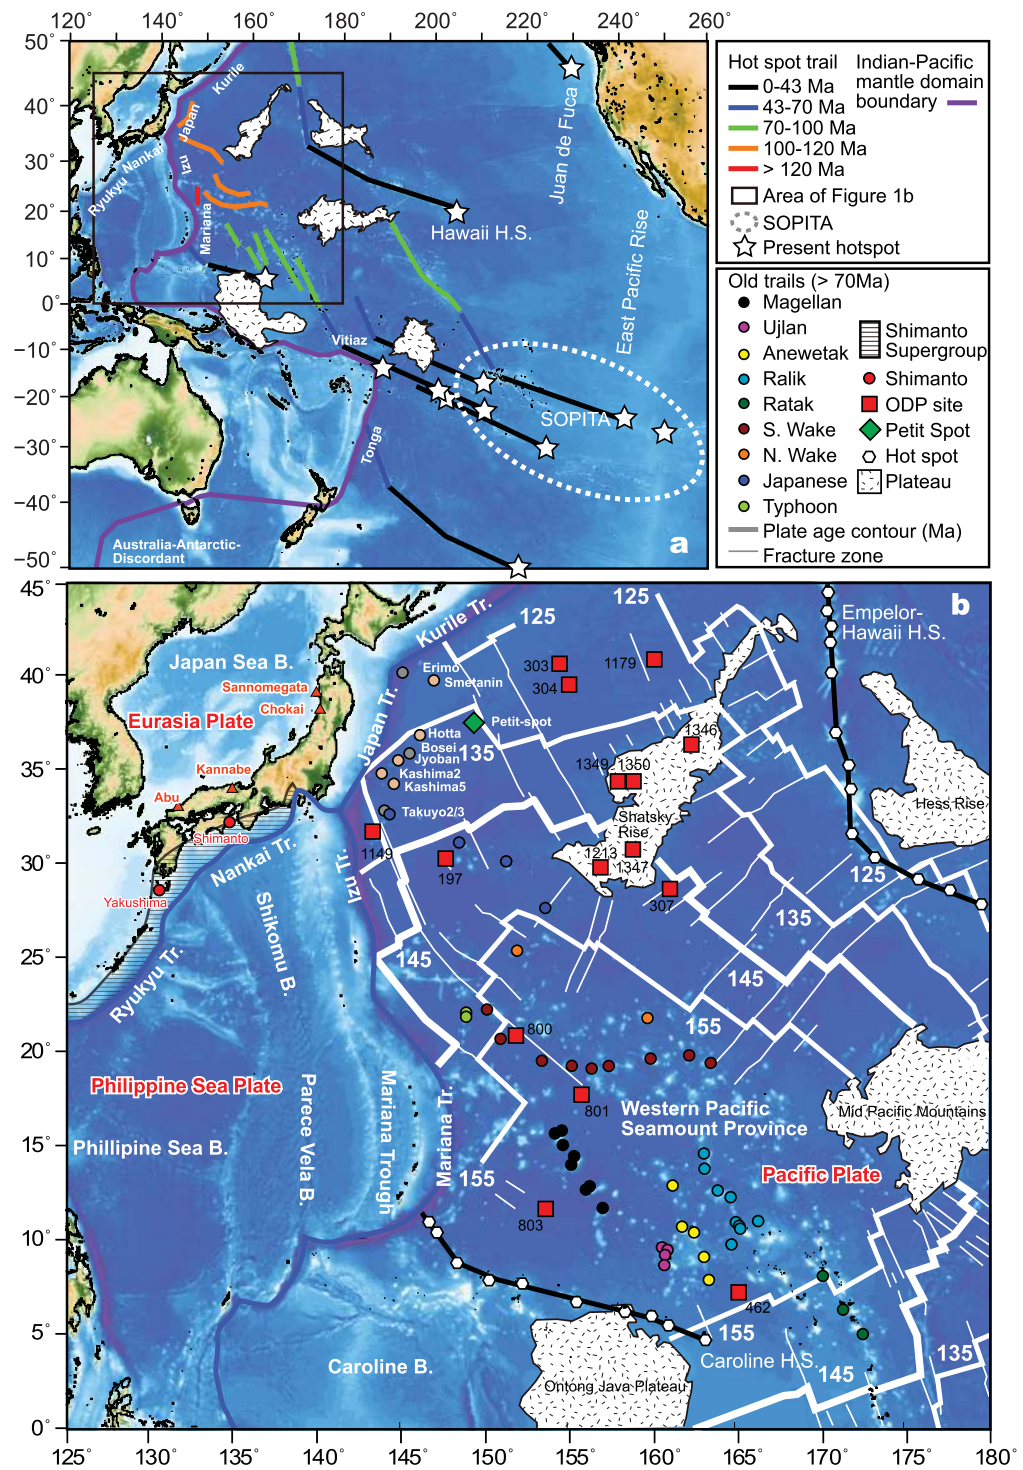 120° 140° 160° 180° 200° 220° 240° 260°
50°
40°
30°
20°
10°
0°
−10°
−20°
−30°
−40°
−50°
Kurile
Japan
Izu
Nankai
Ryukyu
Mariana
Hawaii H.S.
Juan de Fuca
East Pacific Rise
Vitiaz
SOPITA
Tonga
Australia-Antarctic-
Discordant
a
Hot spot trail
0-43 Ma
43-70 Ma
70-100 Ma
100-120 Ma
> 120 Ma
Indian-Pacific
mantle domain
boundary
Area of Figure 1b
SOPITA
Present hotspot
Old trails (> 70Ma)
Magellan
Ujlan
Anewetak
Ralik
Ratak
S. Wake
N. Wake
Japanese
Typhoon
Shimanto
Supergroup
Shimanto
ODP site
Petit Spot
Hot spot
Plateau
Plate age contour (Ma)
Fracture zone
45°
40°
35°
30°
25°
20°
15°
10°
5°
0°
b
125
125
Kurile Tr.
Empelor-
Hawaii H.S.
Japan Sea B.
Erimo
Smetanin
303
304
1179
Sannomegata
Chokai
Eurasia Plate
Japan Tr.
Petit-spot
Hotta
135
Bosei
Jyoban
Kashima2
Kashima5
1346
1349
1350
Kannabe
Abu
Takuyo2/3
Shatsky
Rise
Hess Rise
Shimanto
Nankai Tr.
1149
197
1213
1347
307
125
Izu Tr.
Yakushima
Shikomu B.
135
Ryukyu Tr.
145
145
155
800
Philippine Sea Plate
Parece Vela B.
Mariana Trough
Mariana Tr.
801
Western Pacific
Seamount Province
Mid Pacific Mountains
Phillipine Sea B.
155
Pacific Plate
803
462
155
Caroline B.
Caroline H.S.
135
145
Ontong Java Plateau
125 130 135 140 145 150 155 160 165 170 175 180°